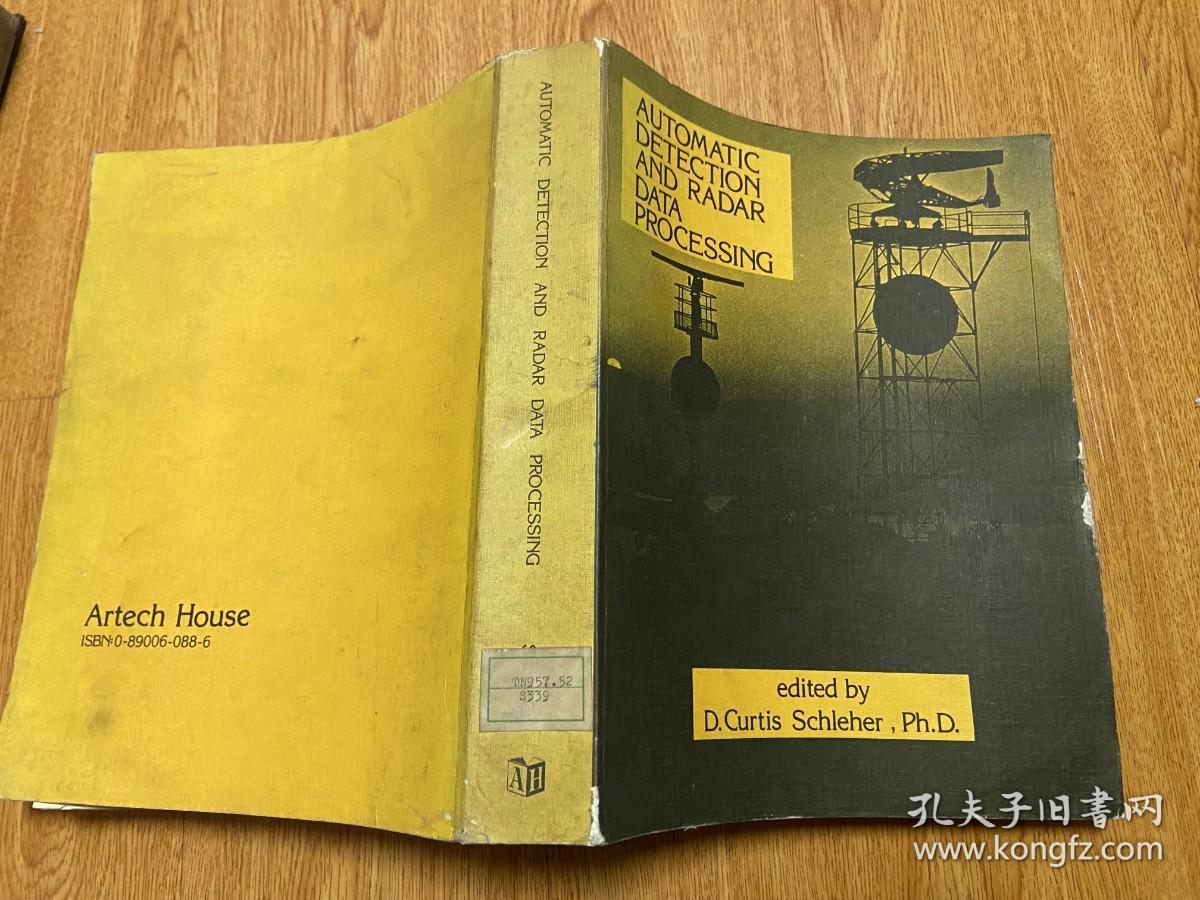 AUTOMATIC
DETECTION
AND RADAR
DATA
PROCESSING
edited by
D. Curtis Schleher, Ph.D.
AUTOMATIC DETECTION AND RADAR DATA PROCESSING
TN957.52
S339
AH
Artech House
ISBN:0-89006-088-6
孔夫子旧書网
www.kongfz.com